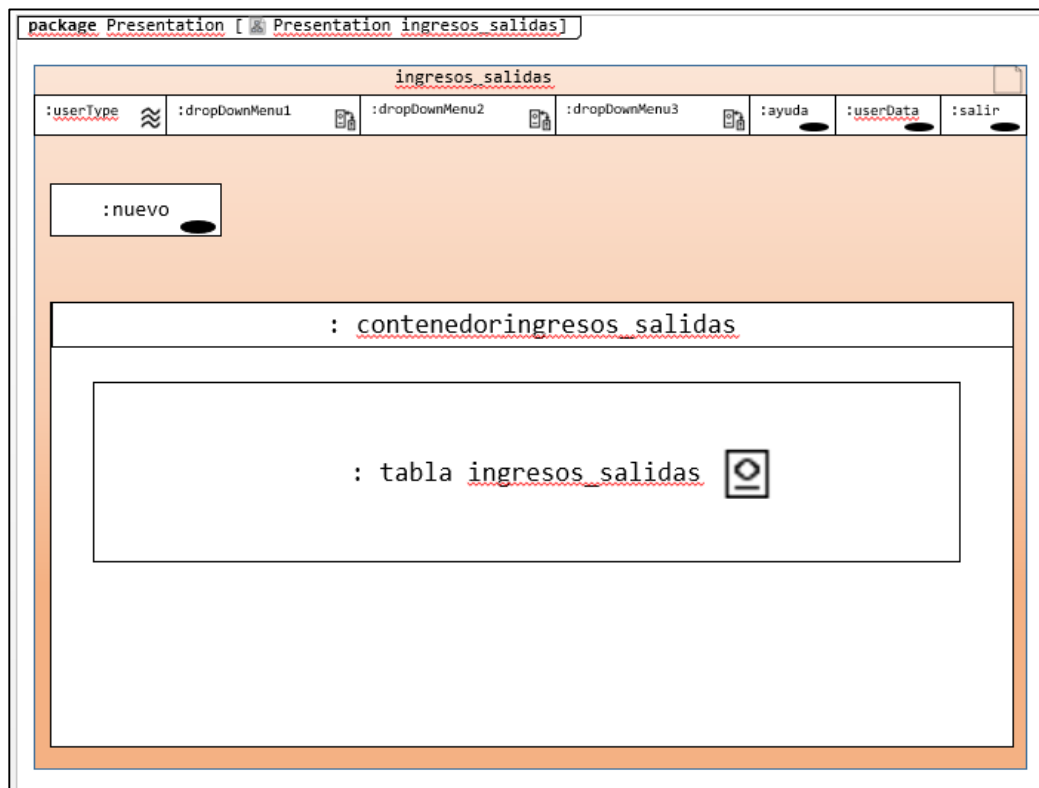 package Presentation [ Presentation ingresos_salidas]
ingresos_salidas
:userType :dropDownMenu1 :dropDownMenu2 :dropDownMenu3 :ayuda :userData :salir
:nuevo
: contenedoringresos_salidas
: tabla ingresos_salidas